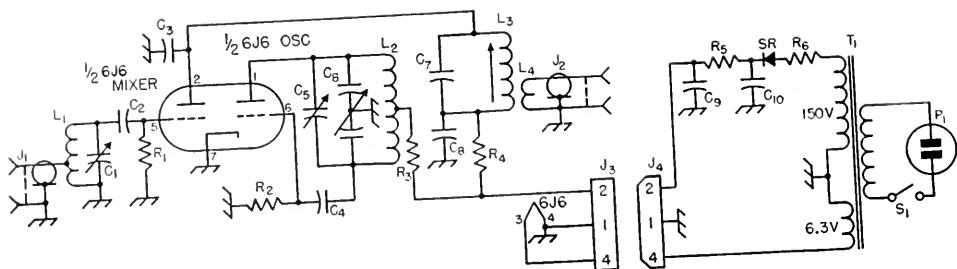 C3
½ 6J6 OSC
½ 6J6
MIXER
2
1
5
6
7
L1
C2
J1
C1
R1
R2
C4
C5
C6
L2
R3
C7
C8
L3
L4
J2
R4
6J6
3
4
J3
2
1
4
J4
2
1
4
C9
R5
C10
SR
R6
T1
150V
6.3V
S1
P1